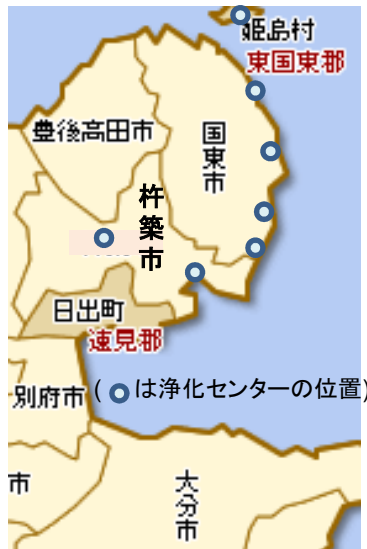 姫島村
東国東郡
豊後高田市
国東市
杵築市
日出町
速見郡
別府市
(○は浄化センターの位置)
市
大分市